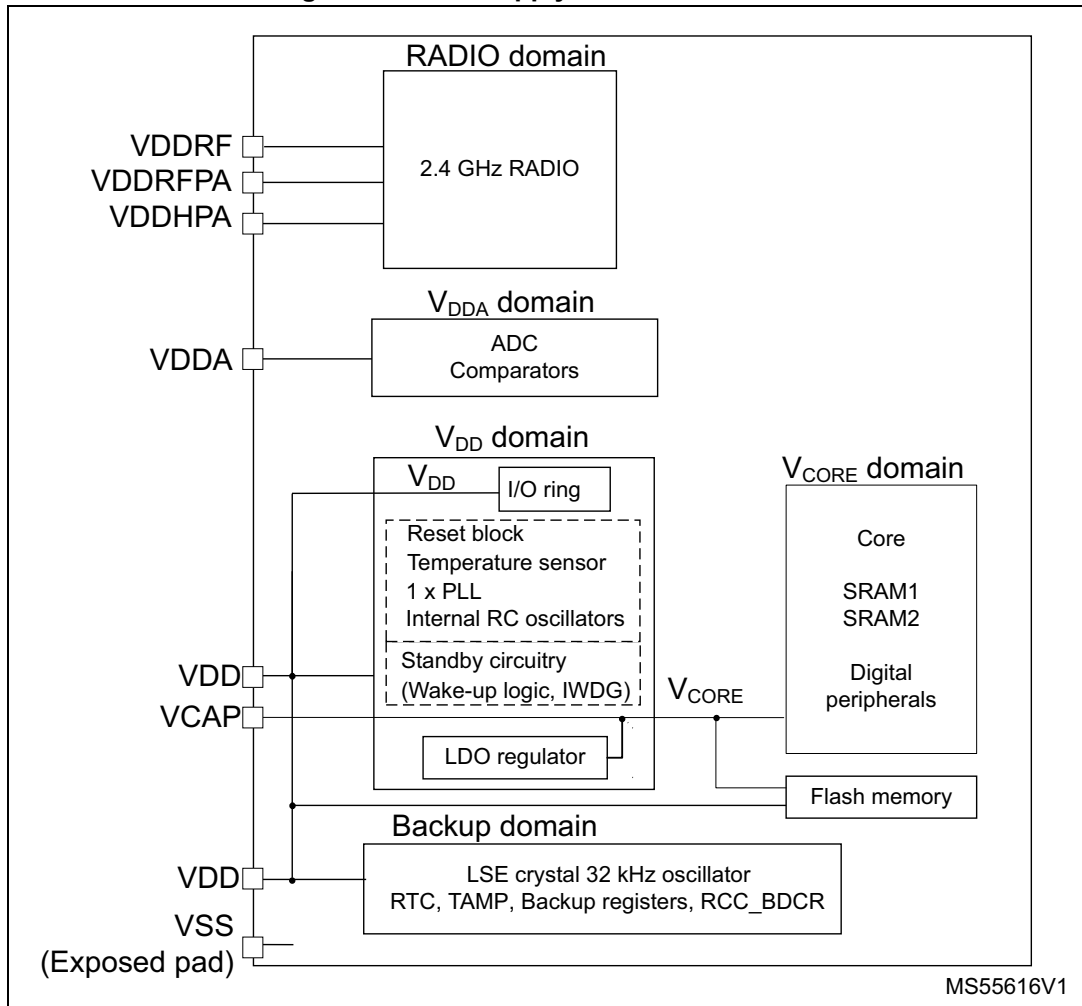 RADIO domain
VDDRF
VDDRFPA
VDDHPA
2.4 GHz RADIO
VDDA domain
VDDA
ADC
Comparators
VDD domain
VDD
I/O ring
Reset block
Temperature sensor
1 x PLL
Internal RC oscillators
Standby circuitry
(Wake-up logic, IWDG)
VDD
VCAP
LDO regulator
VCORE
VCORE domain
Core
SRAM1
SRAM2
Digital
peripherals
Flash memory
Backup domain
VDD
LSE crystal 32 kHz oscillator
RTC, TAMP, Backup registers, RCC_BDCR
VSS
(Exposed pad)
MS55616V1